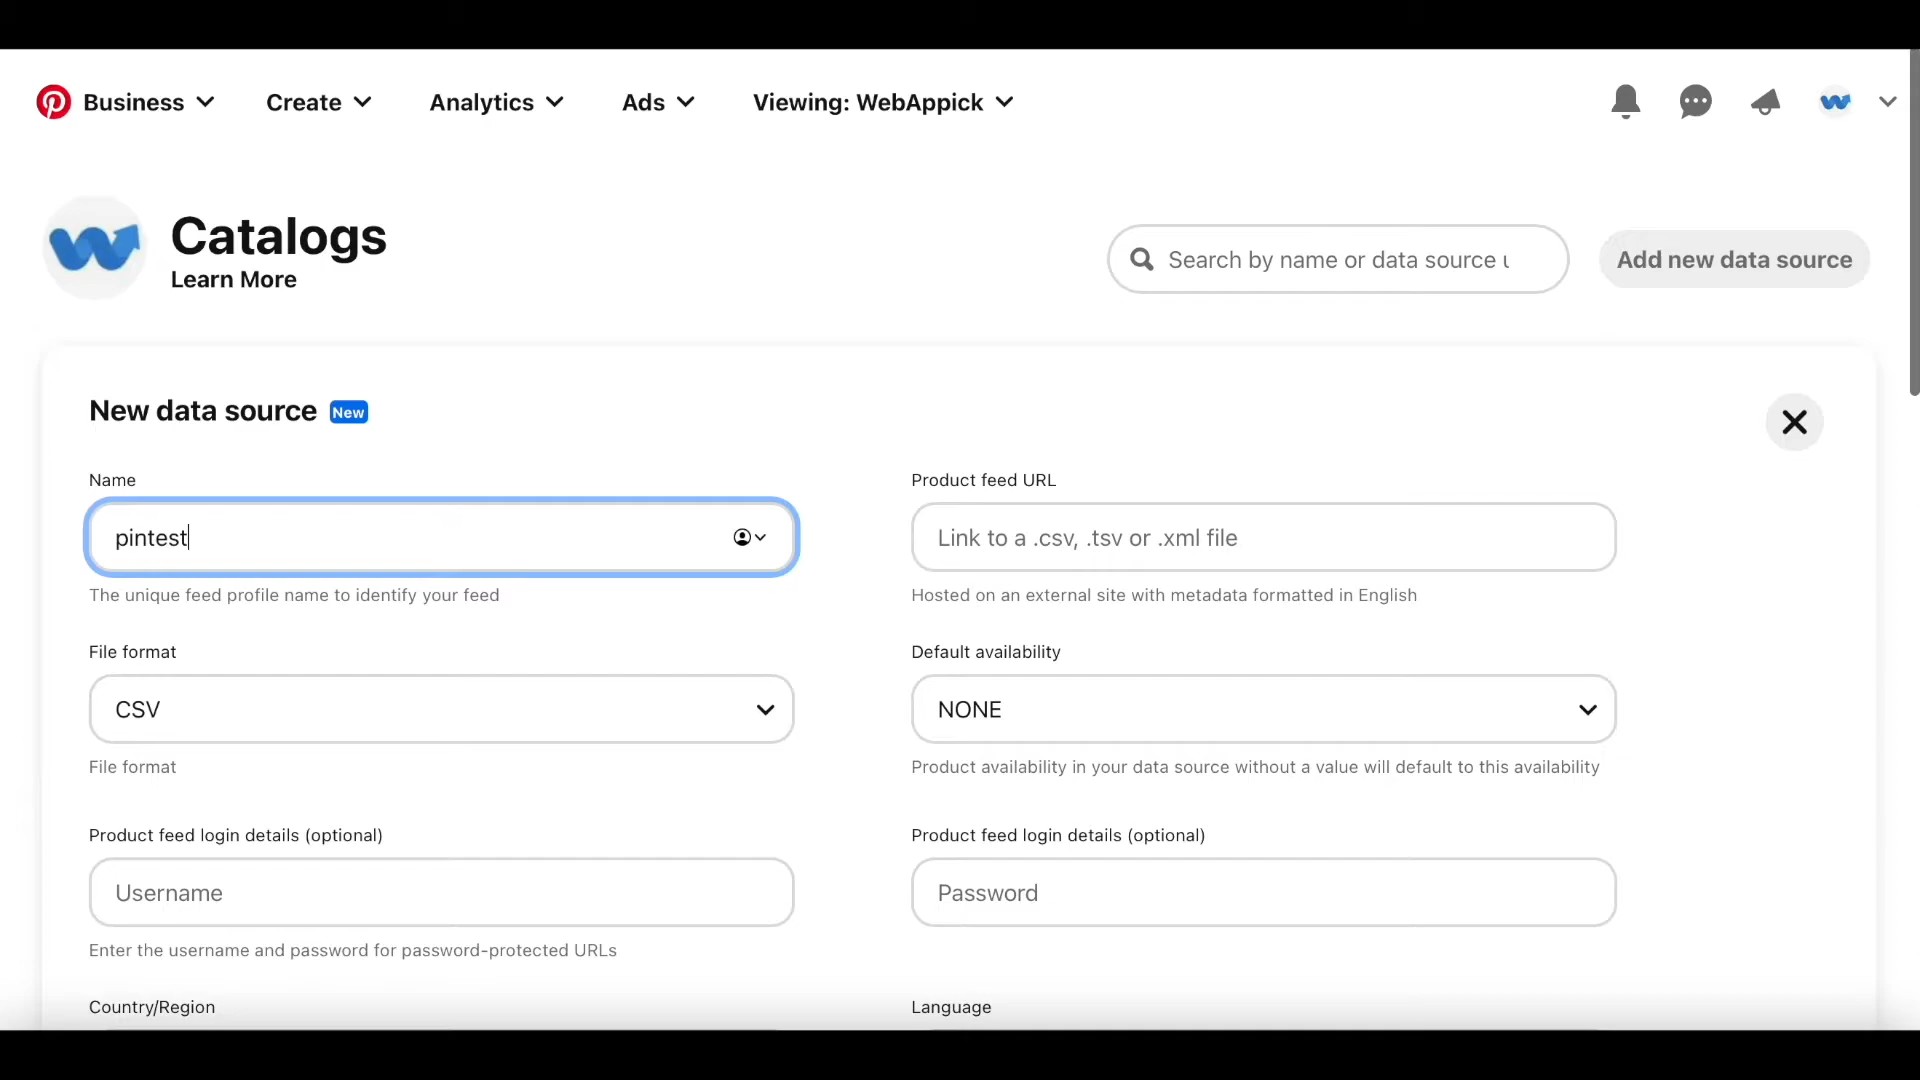 Business Create Analytics Ads Viewing: WebAppick
Catalogs
Learn More
Search by name or data source u
Add new data source
New data source New
Name
Product feed URL
pintest
Link to a .csv, .tsv or .xml file
The unique feed profile name to identify your feed
Hosted on an external site with metadata formatted in English
File format
Default availability
CSV
NONE
File format
Product availability in your data source without a value will default to this availability
Product feed login details (optional)
Product feed login details (optional)
Username
Password
Enter the username and password for password-protected URLs
Country/Region
Language